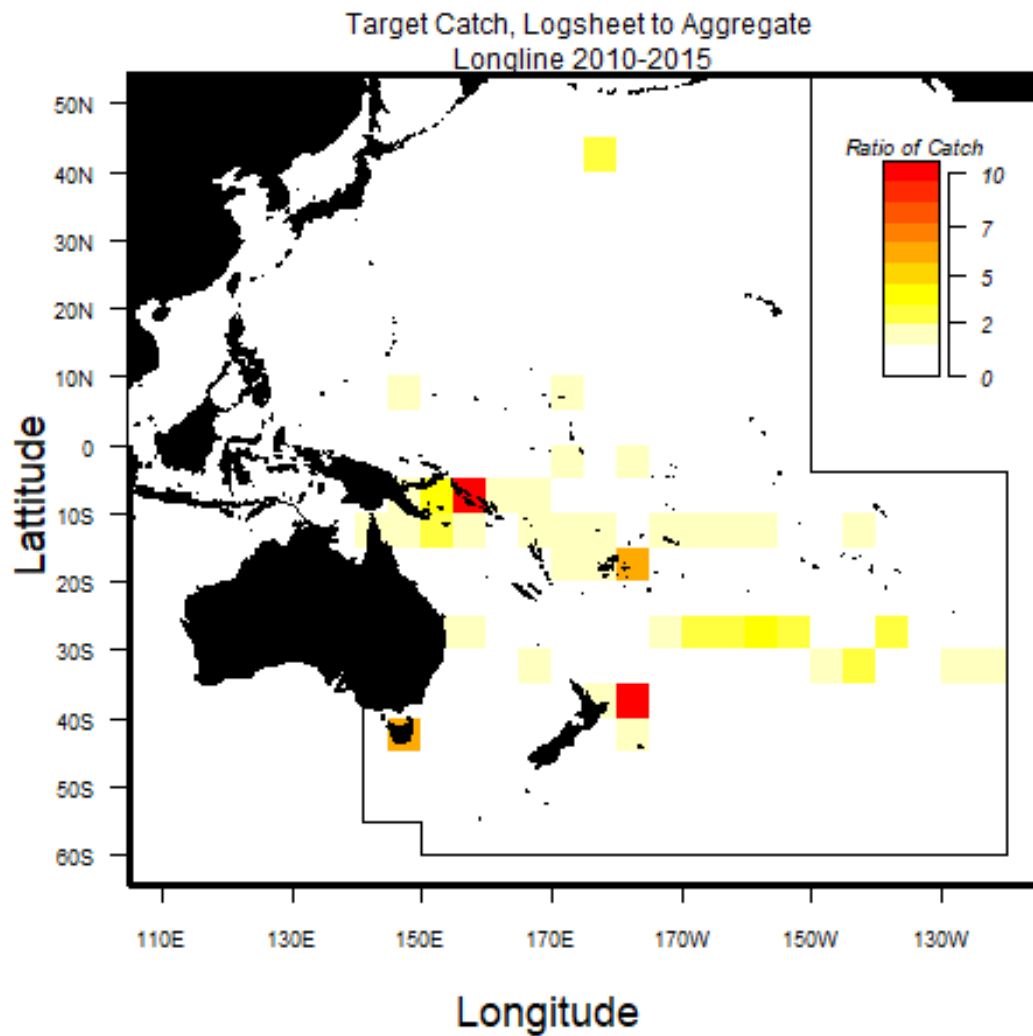 Target Catch, Logsheet to Aggregate
Longline 2010-2015
50N
40N
30N
20N
10N
0
10S
20S
30S
40S
50S
60S
Lattitude
Ratio of Catch
10
7
5
2
0
110E 130E 150E 170E 170W 150W 130W
Longitude